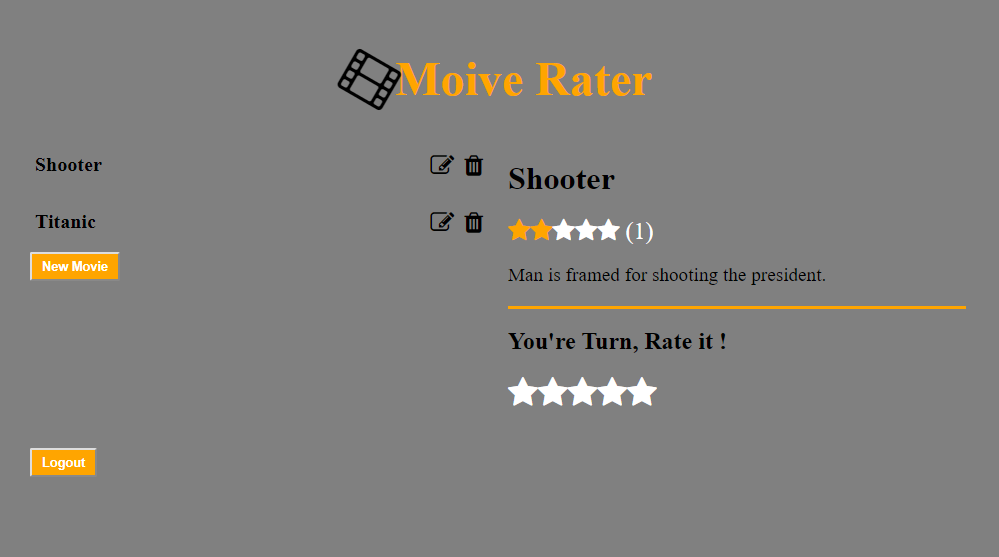 Moive Rater
Shooter
Titanic
New Movie
Shooter
(1)
Man is framed for shooting the president.
You're Turn, Rate it !
Logout